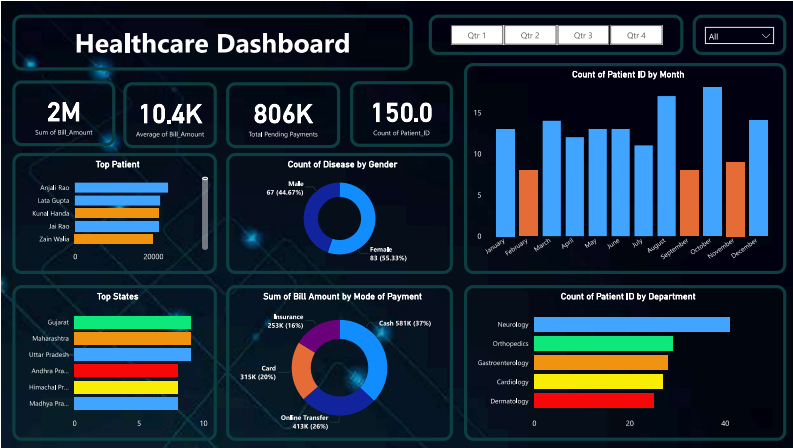 Healthcare Dashboard
Qtr 1
Qtr 2
Qtr 3
Qtr 4
All
2M
Sum of Bill_Amount
10.4K
Average of Bill_Amount
806K
Total Pending Payments
150.0
Count of Patient_ID
Count of Patient ID by Month
15
10
5
0
January
February
March
April
May
June
July
August
September
October
November
December
Top Patient
Anjali Rao
Lata Gupta
Kunal Handa
Jai Rao
Zain Walia
0
20000
Count of Disease by Gender
Male
67 (44.67%)
Female
83 (55.33%)
Top States
Gujarat
Maharashtra
Uttar Pradesh
Andhra Pra...
Himachal Pr...
Madhya Pra...
0
5
10
Sum of Bill Amount by Mode of Payment
Insurance
253K (16%)
Cash 581K (37%)
Card
315K (20%)
Online Transfer
413K (26%)
Count of Patient ID by Department
Neurology
Orthopedics
Gastroenterology
Cardiology
Dermatology
0
20
40